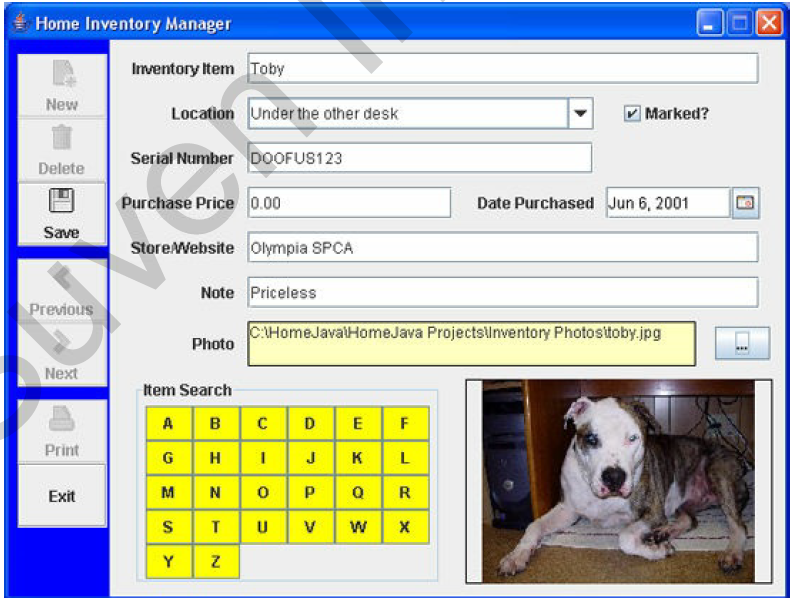 Home Inventory Manager
New
Delete
Save
Previous
Next
Print
Exit
Inventory Item Toby
Location Under the other desk Marked?
Serial Number DOOFUS123
Purchase Price 0.00 Date Purchased Jun 6, 2001
Store/Website Olympia SPCA
Note Priceless
Photo C:\HomeJava\HomeJava Projects\Inventory Photos\toby.jpg ...
Item Search
A B C D E F
G H I J K L
M N O P Q R
S T U V W X
Y Z